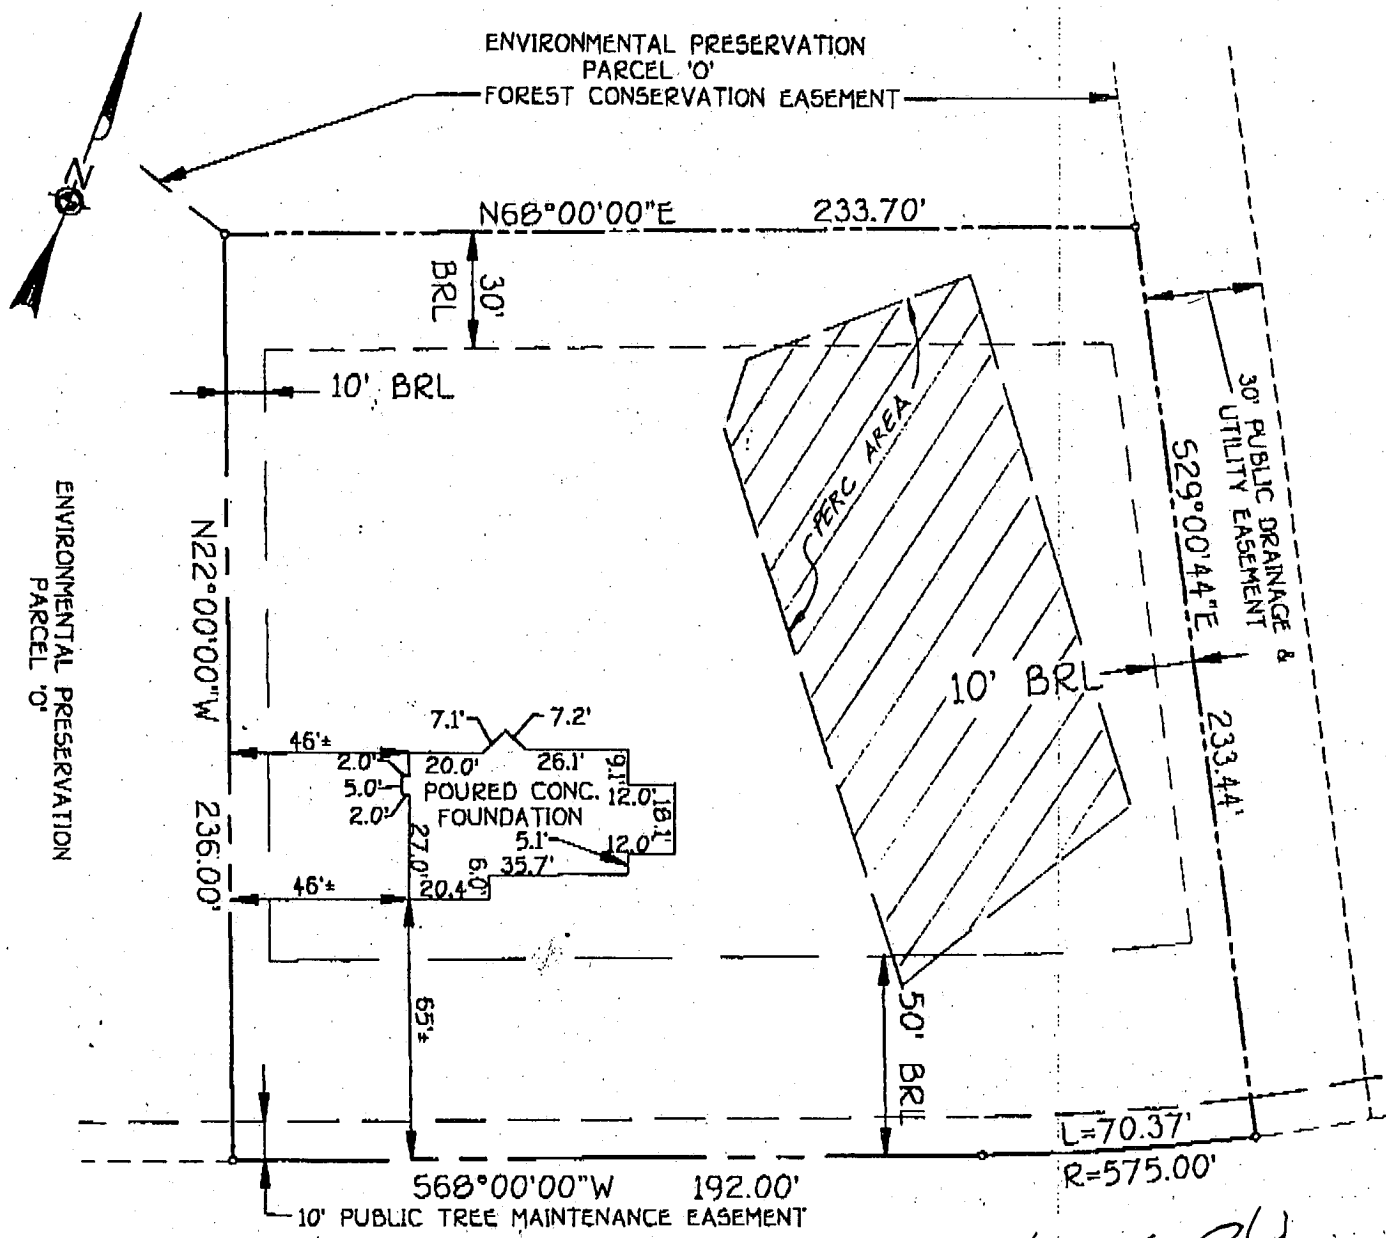 ENVIRONMENTAL PRESERVATION
PARCEL 'O'
FOREST CONSERVATION EASEMENT
N
N68°00'00"E 233.70'
30'
BRL
10' BRL
PERC AREA
30' PUBLIC DRAINAGE &
UTILITY EASEMENT
S29°00'44"E 233.44'
10' BRL
ENVIRONMENTAL PRESERVATION
PARCEL 'O'
N22°00'00"W 236.00'
7.1' 7.2'
46'±
2.0' 20.0' 26.1' 9.1'
5.0' POURED CONC. 12.0' 18.1'
2.0' FOUNDATION
27.0' 5.1' 12.0'
35.7'
46'± 20.4' 6.0'
65'±
50' BRL
L=70.37'
R=575.00'
S68°00'00"W 192.00'
10' PUBLIC TREE MAINTENANCE EASEMENT